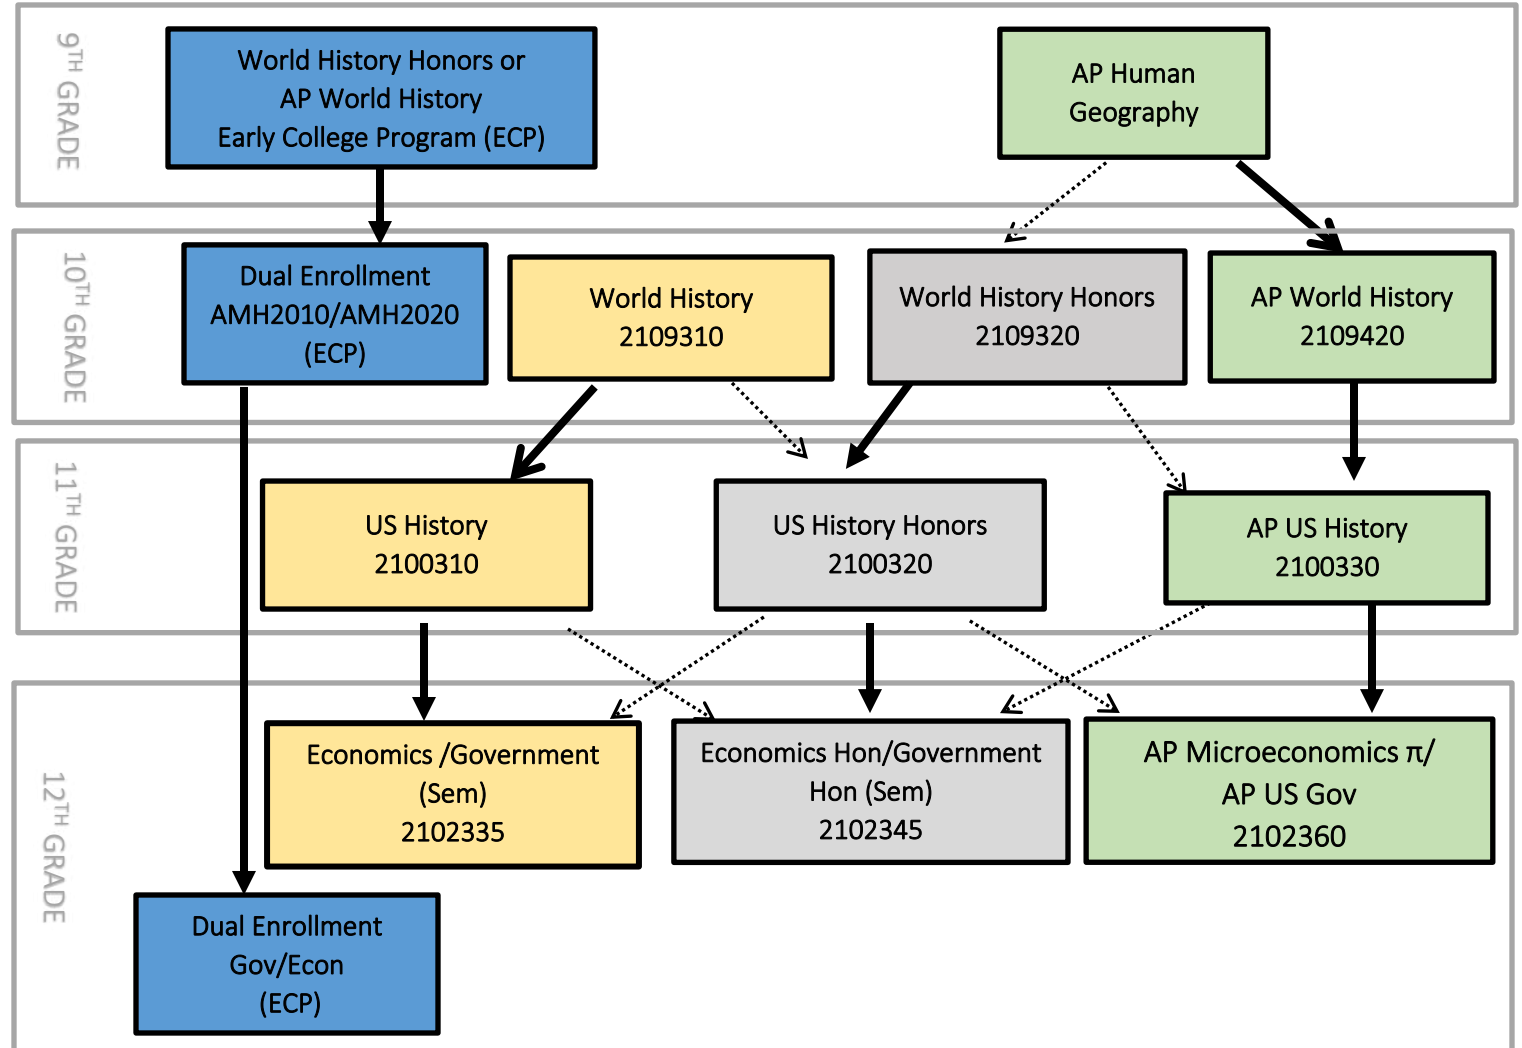 9TH GRADE
World History Honors or
AP World History
Early College Program (ECP)
AP Human
Geography
10TH GRADE
Dual Enrollment
AMH2010/AMH2020
(ECP)
World History
2109310
World History Honors
2109320
AP World History
2109420
11TH GRADE
US History
2100310
US History Honors
2100320
AP US History
2100330
12TH GRADE
Economics /Government
(Sem)
2102335
Economics Hon/Government
Hon (Sem)
2102345
AP Microeconomics π/
AP US Gov
2102360
Dual Enrollment
Gov/Econ
(ECP)